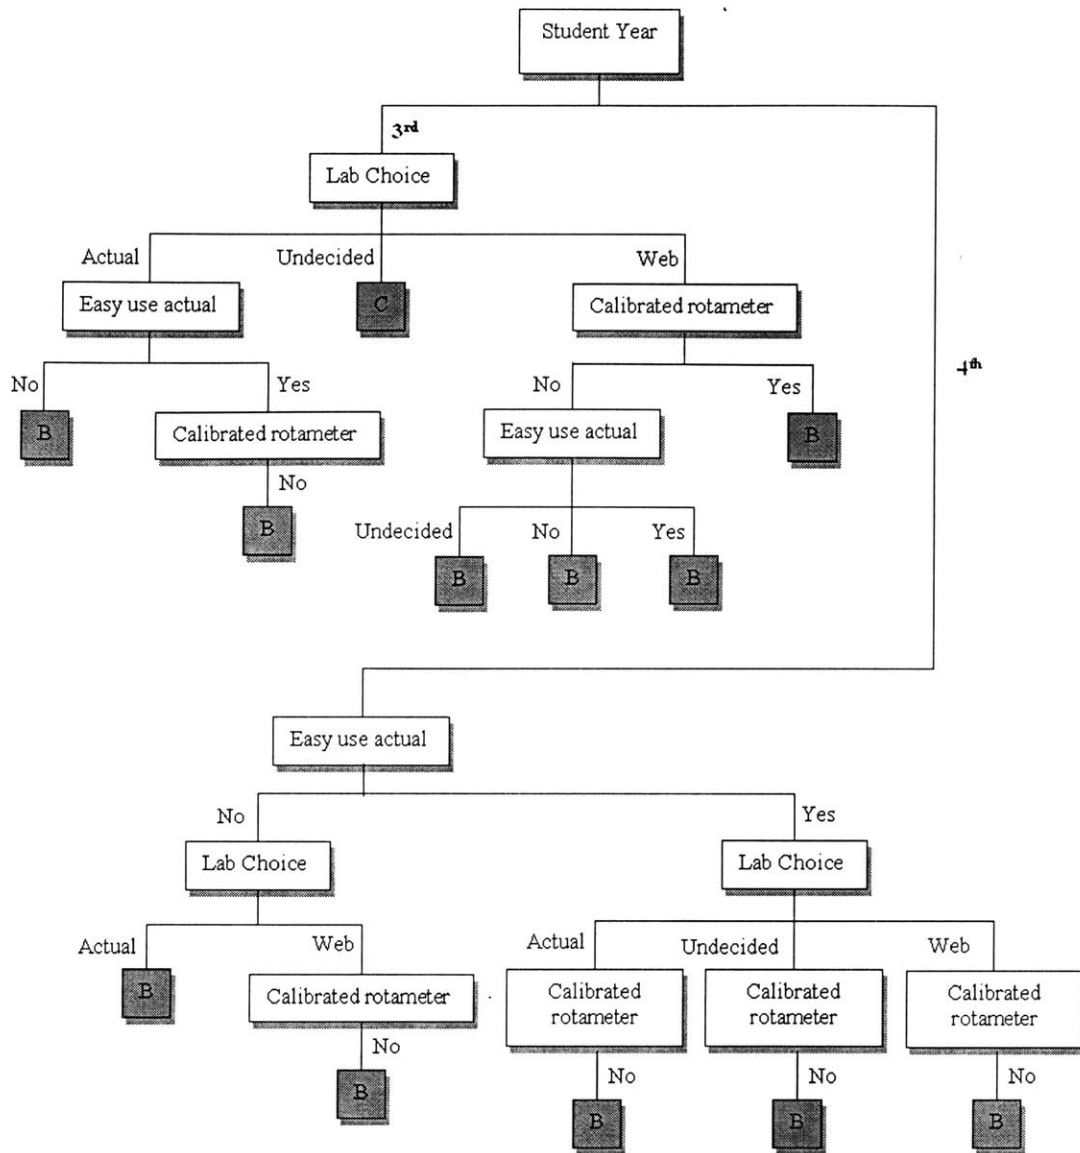 Student Year
3rd
Lab Choice
Actual Undecided Web
Easy use actual C Calibrated rotameter
4th
No Yes No Yes
B Calibrated rotameter Easy use actual B
No
B
Undecided No Yes
B B B
Easy use actual
No Yes
Lab Choice Lab Choice
Actual Web Actual Undecided Web
B Calibrated rotameter Calibrated Calibrated Calibrated
rotameter rotameter rotameter
No No No No
B B B B